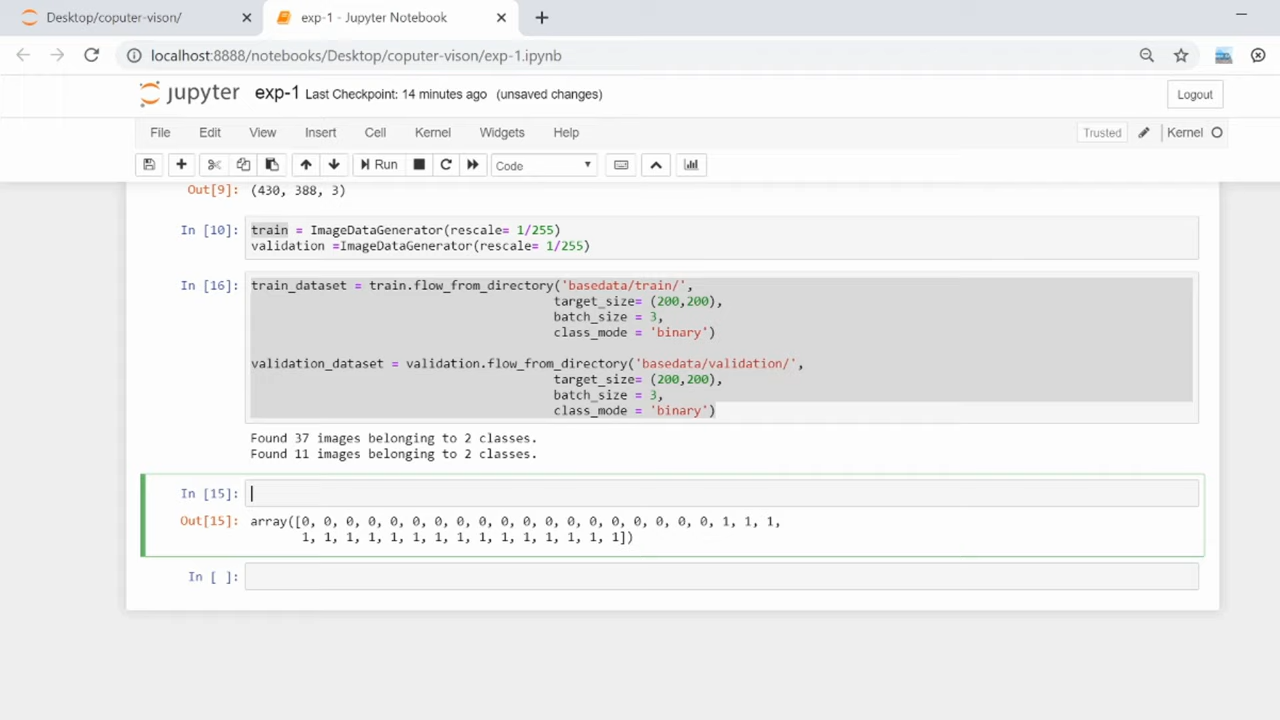 Desktop/coputer-vison/
exp-1 - Jupyter Notebook
localhost:8888/notebooks/Desktop/coputer-vison/exp-1.ipynb
jupyter exp-1 Last Checkpoint: 14 minutes ago (unsaved changes)
Logout
File Edit View Insert Cell Kernel Widgets Help
Trusted Kernel
Run Code
Out[9]: (430, 388, 3)
In [10]: train = ImageDataGenerator(rescale= 1/255)
validation =ImageDataGenerator(rescale= 1/255)
In [16]: train_dataset = train.flow_from_directory('basedata/train/',
target_size= (200,200),
batch_size = 3,
class_mode = 'binary')
validation_dataset = validation.flow_from_directory('basedata/validation/',
target_size= (200,200),
batch_size = 3,
class_mode = 'binary')
Found 37 images belonging to 2 classes.
Found 11 images belonging to 2 classes.
In [15]:
Out[15]: array([0, 0, 0, 0, 0, 0, 0, 0, 0, 0, 0, 0, 0, 0, 0, 0, 0, 0, 0, 1, 1, 1,
1, 1, 1, 1, 1, 1, 1, 1, 1, 1, 1, 1, 1, 1, 1])
In [ ]: